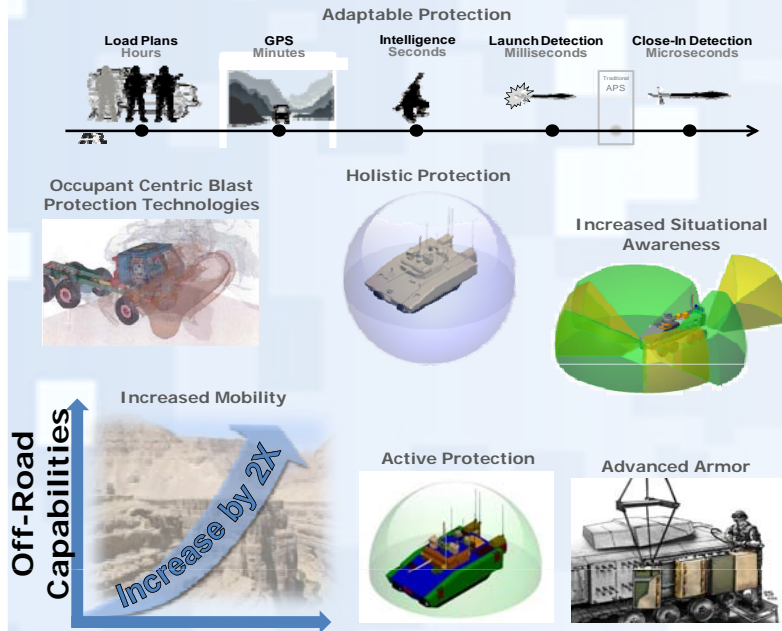 Adaptable Protection
Load Plans
Hours
GPS
Minutes
Intelligence
Seconds
Launch Detection
Milliseconds
Traditional
APS
Close-In Detection
Microseconds
Occupant Centric Blast
Protection Technologies
Holistic Protection
Increased Situational
Awareness
Increased Mobility
Off-Road
Capabilities
Increase by 2X
Active Protection
Advanced Armor